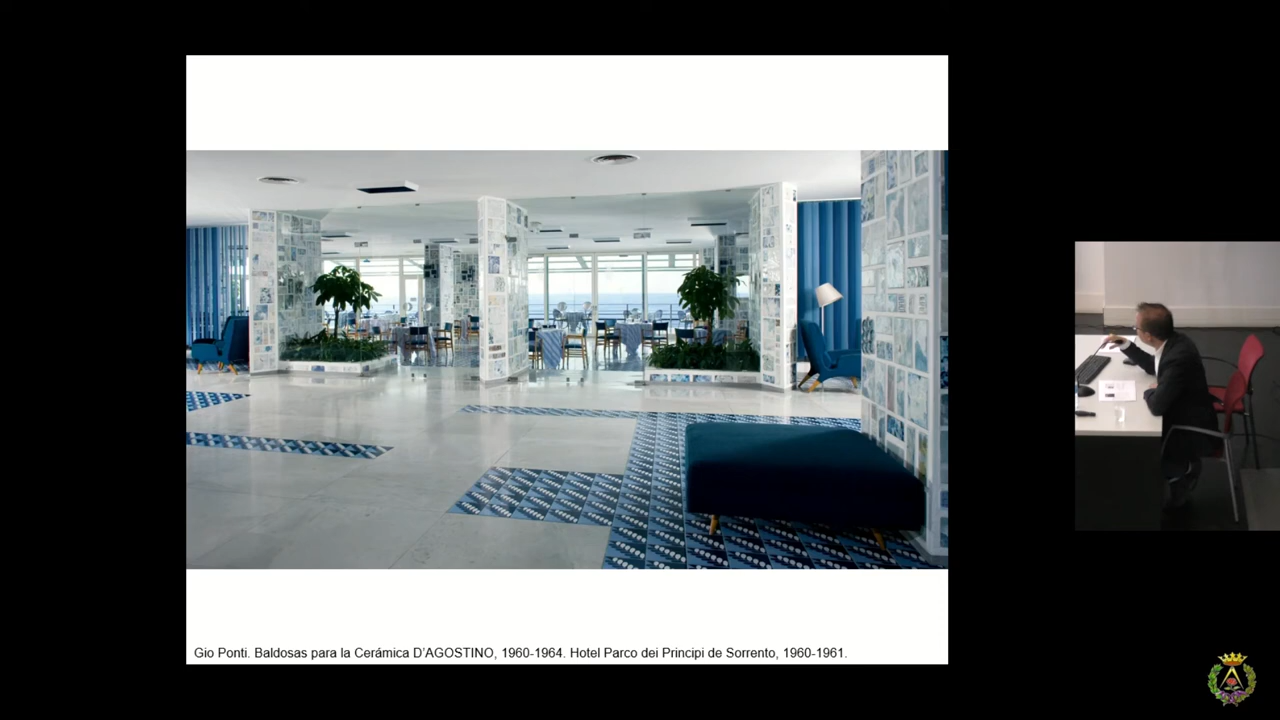 Gio Ponti. Baldosas para la Cerámica D'AGOSTINO, 1960-1964. Hotel Parco dei Principi de Sorrento, 1960-1961.